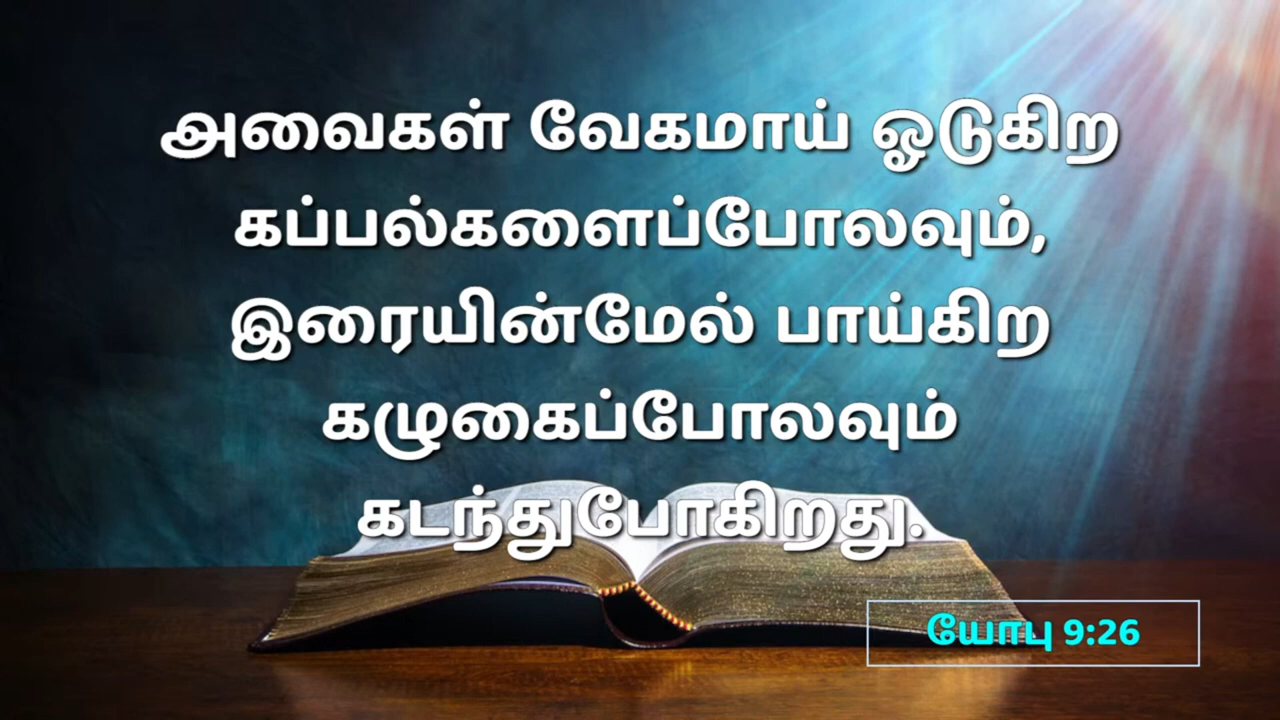 அவைகள் வேகமாய் ஓடுகிற
கப்பல்களைப்போலவும்,
இரையின்மேல் பாய்கிற
கழுகைப்போலவும்
கடந்துபோகிறது.
யோபு 9:26